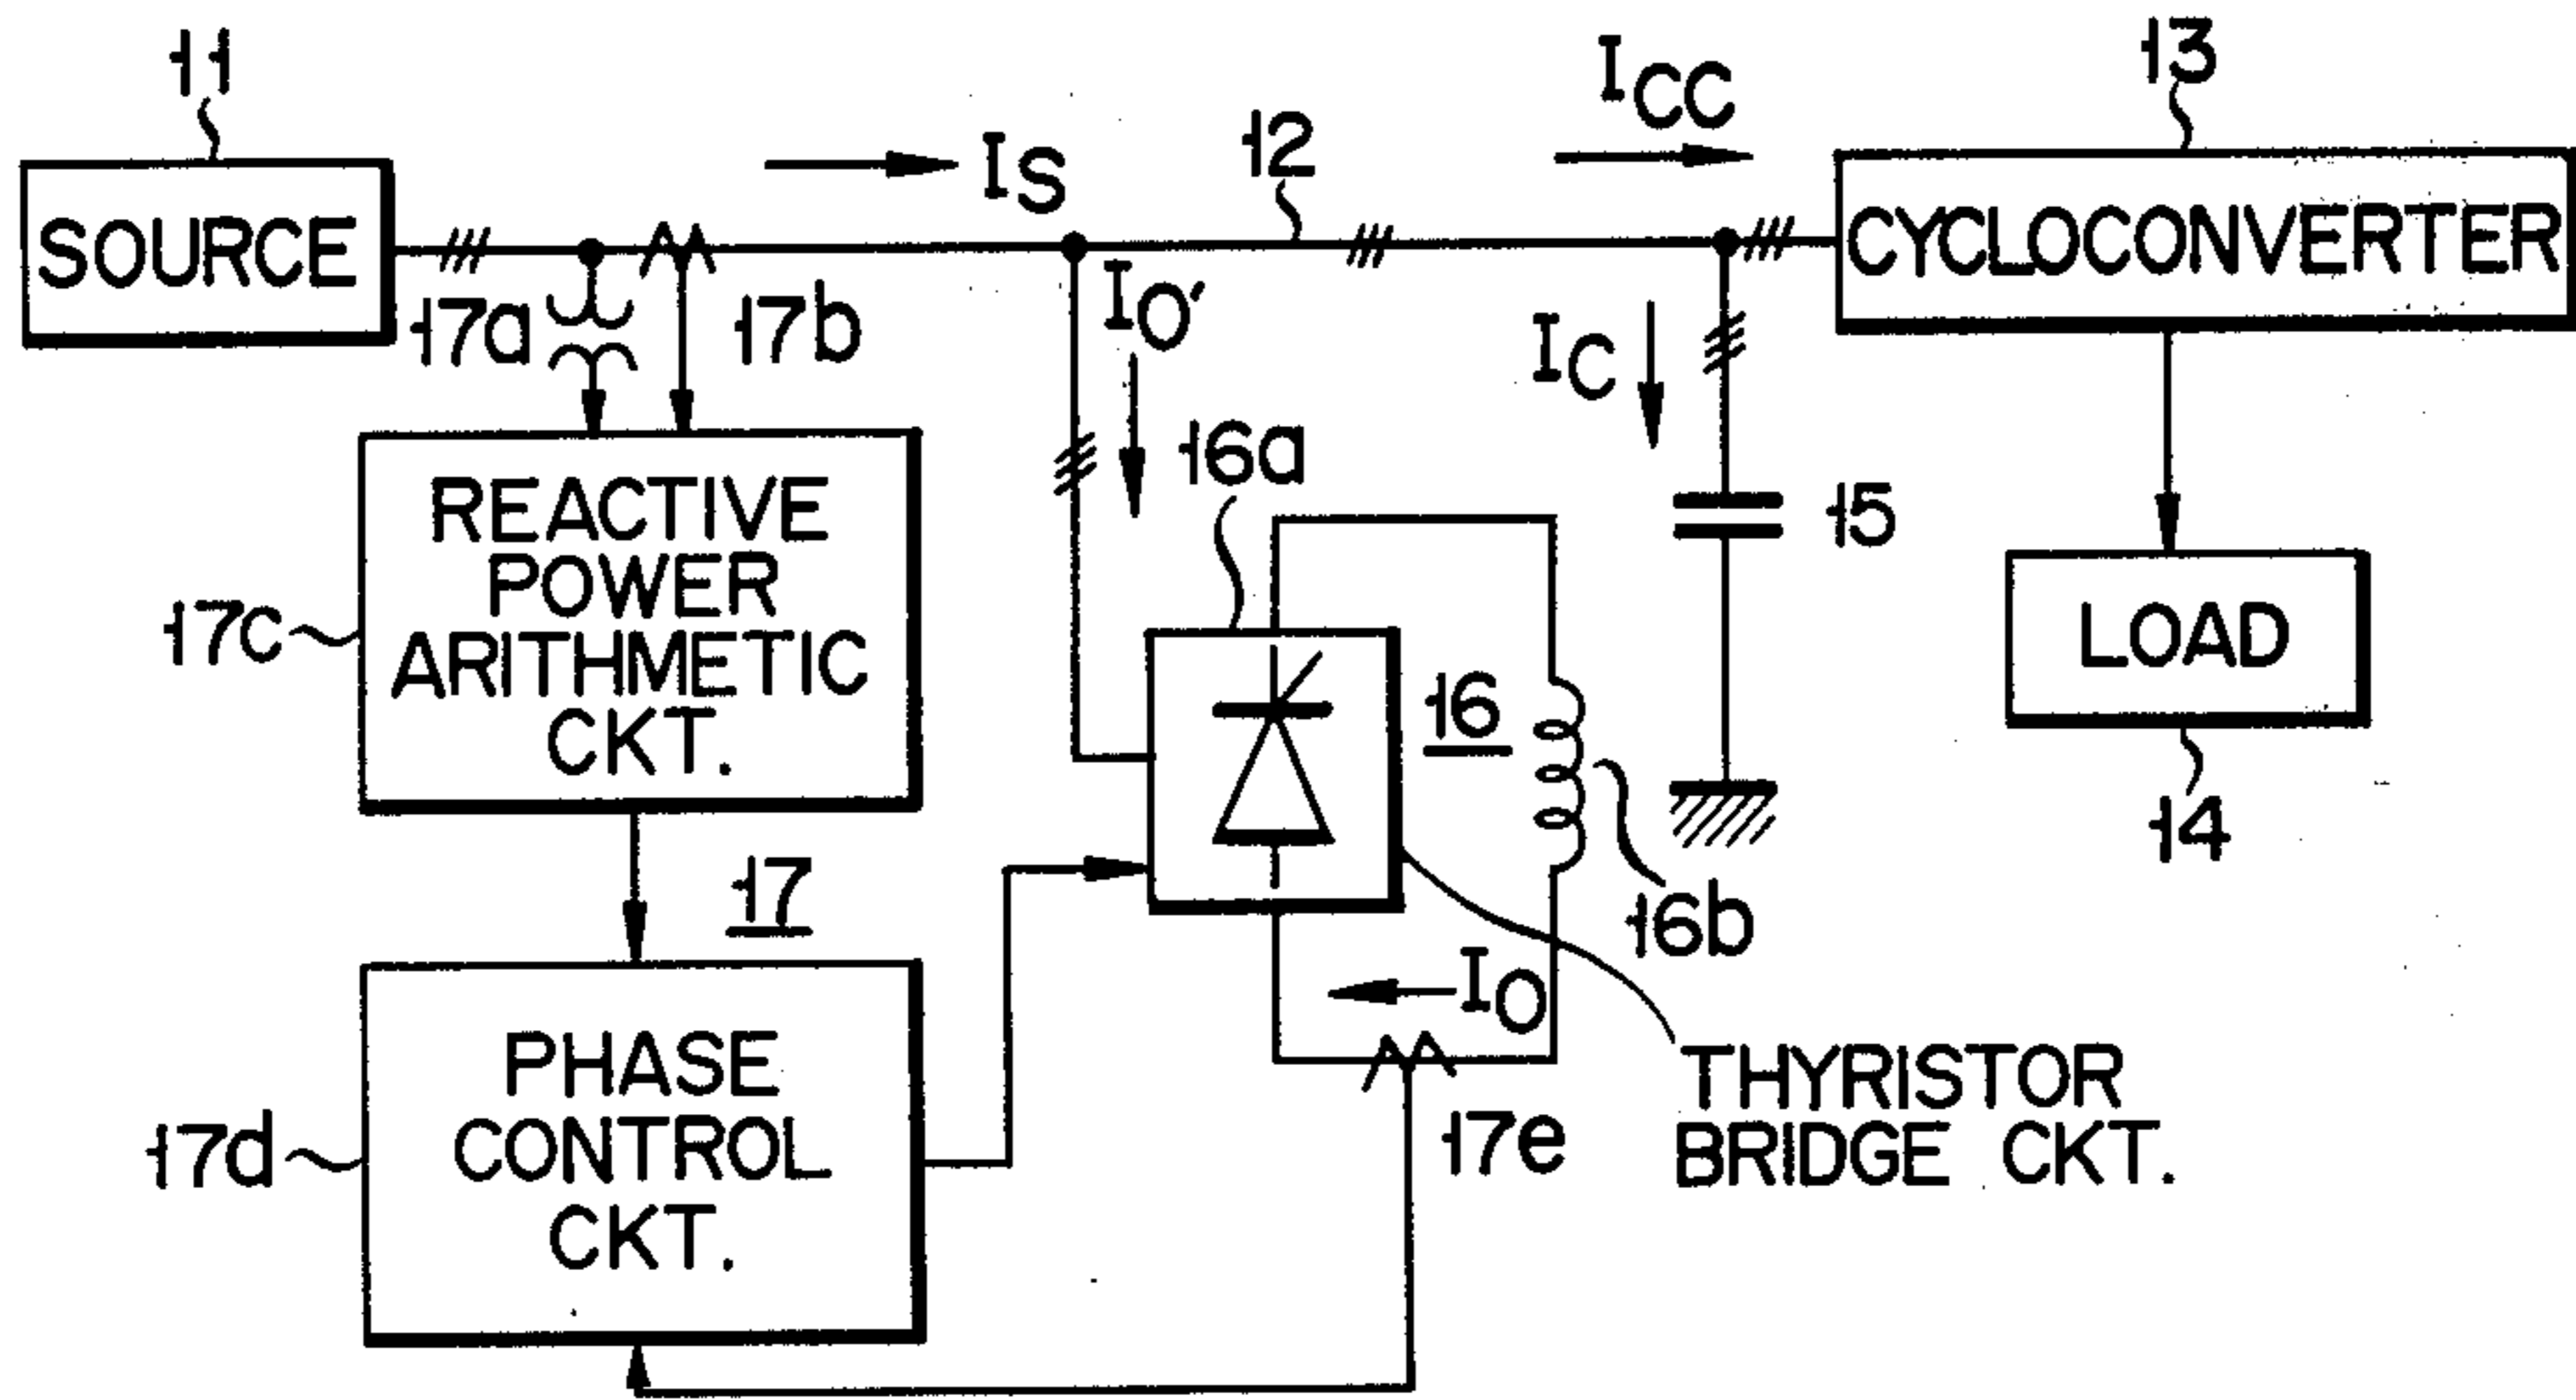 11
SOURCE
IS
12
ICC
13
CYCLOCONVERTER
17a
17b
IO'
IC
15
16a
16
16b
LOAD
14
REACTIVE
POWER
ARITHMETIC
CKT.
17c
17
PHASE
CONTROL
CKT.
17d
IO
17e
THYRISTOR
BRIDGE CKT.